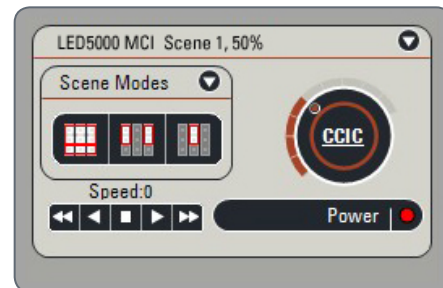 LED5000 MCI Scene 1, 50%
Scene Modes
CCIC
Speed:0
Power